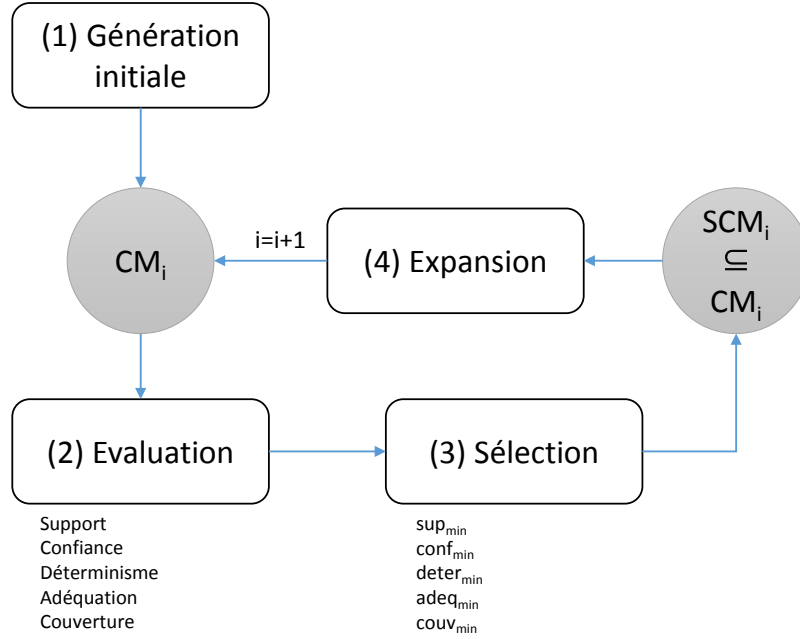 (1) Génération
initiale
CMi
i=i+1
(4) Expansion
SCMi
⊆
CMi
(2) Evaluation
(3) Sélection
Support
Confiance
Déterminisme
Adéquation
Couverture
supmin
confmin
determin
adeqmin
couvmin